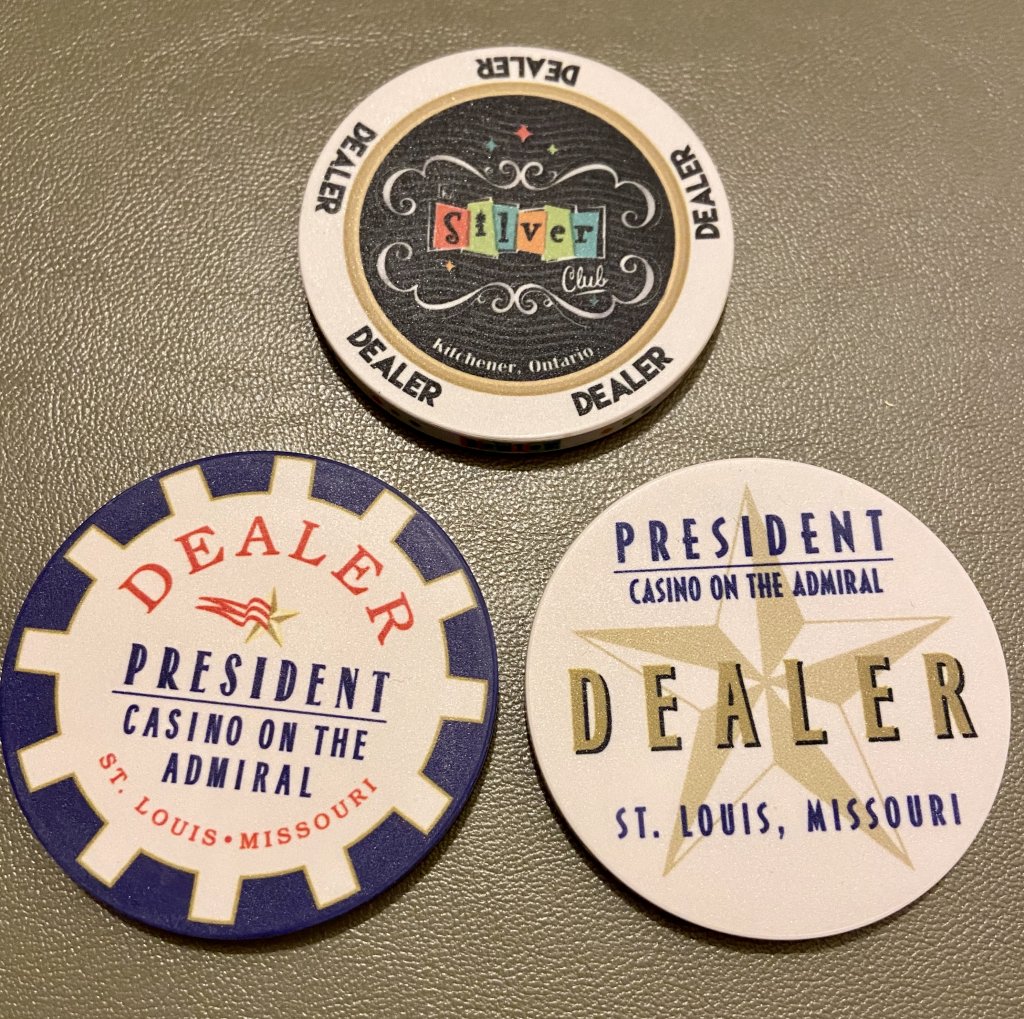 DEALER
DEALER
DEALER
Silver
Club
Kitchener, Ontario
DEALER
DEALER
DEALER
PRESIDENT
CASINO ON THE
ADMIRAL
ST. LOUIS • MISSOURI
PRESIDENT
CASINO ON THE ADMIRAL
DEALER
ST. LOUIS, MISSOURI